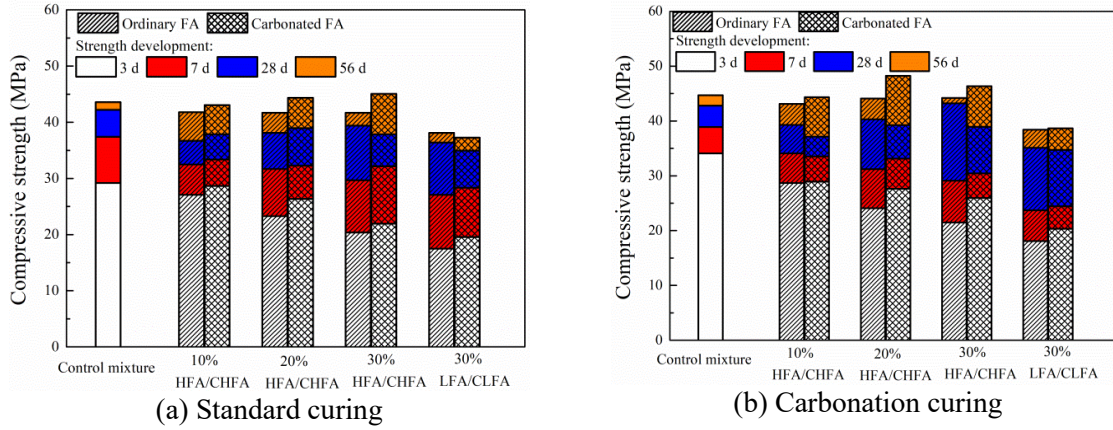 60
50
40
30
20
10
0
Compressive strength (MPa)
Ordinary FA Carbonated FA
Strength development:
3 d 7 d 28 d 56 d
Control mixture
10% 20% 30% 30%
HFA/CHFA HFA/CHFA HFA/CHFA LFA/CLFA
(a) Standard curing
60
50
40
30
20
10
0
Compressive strength (MPa)
Ordinary FA Carbonated FA
Strength development:
3 d 7 d 28 d 56 d
Control mixture
10% 20% 30% 30%
HFA/CHFA HFA/CHFA HFA/CHFA LFA/CLFA
(b) Carbonation curing